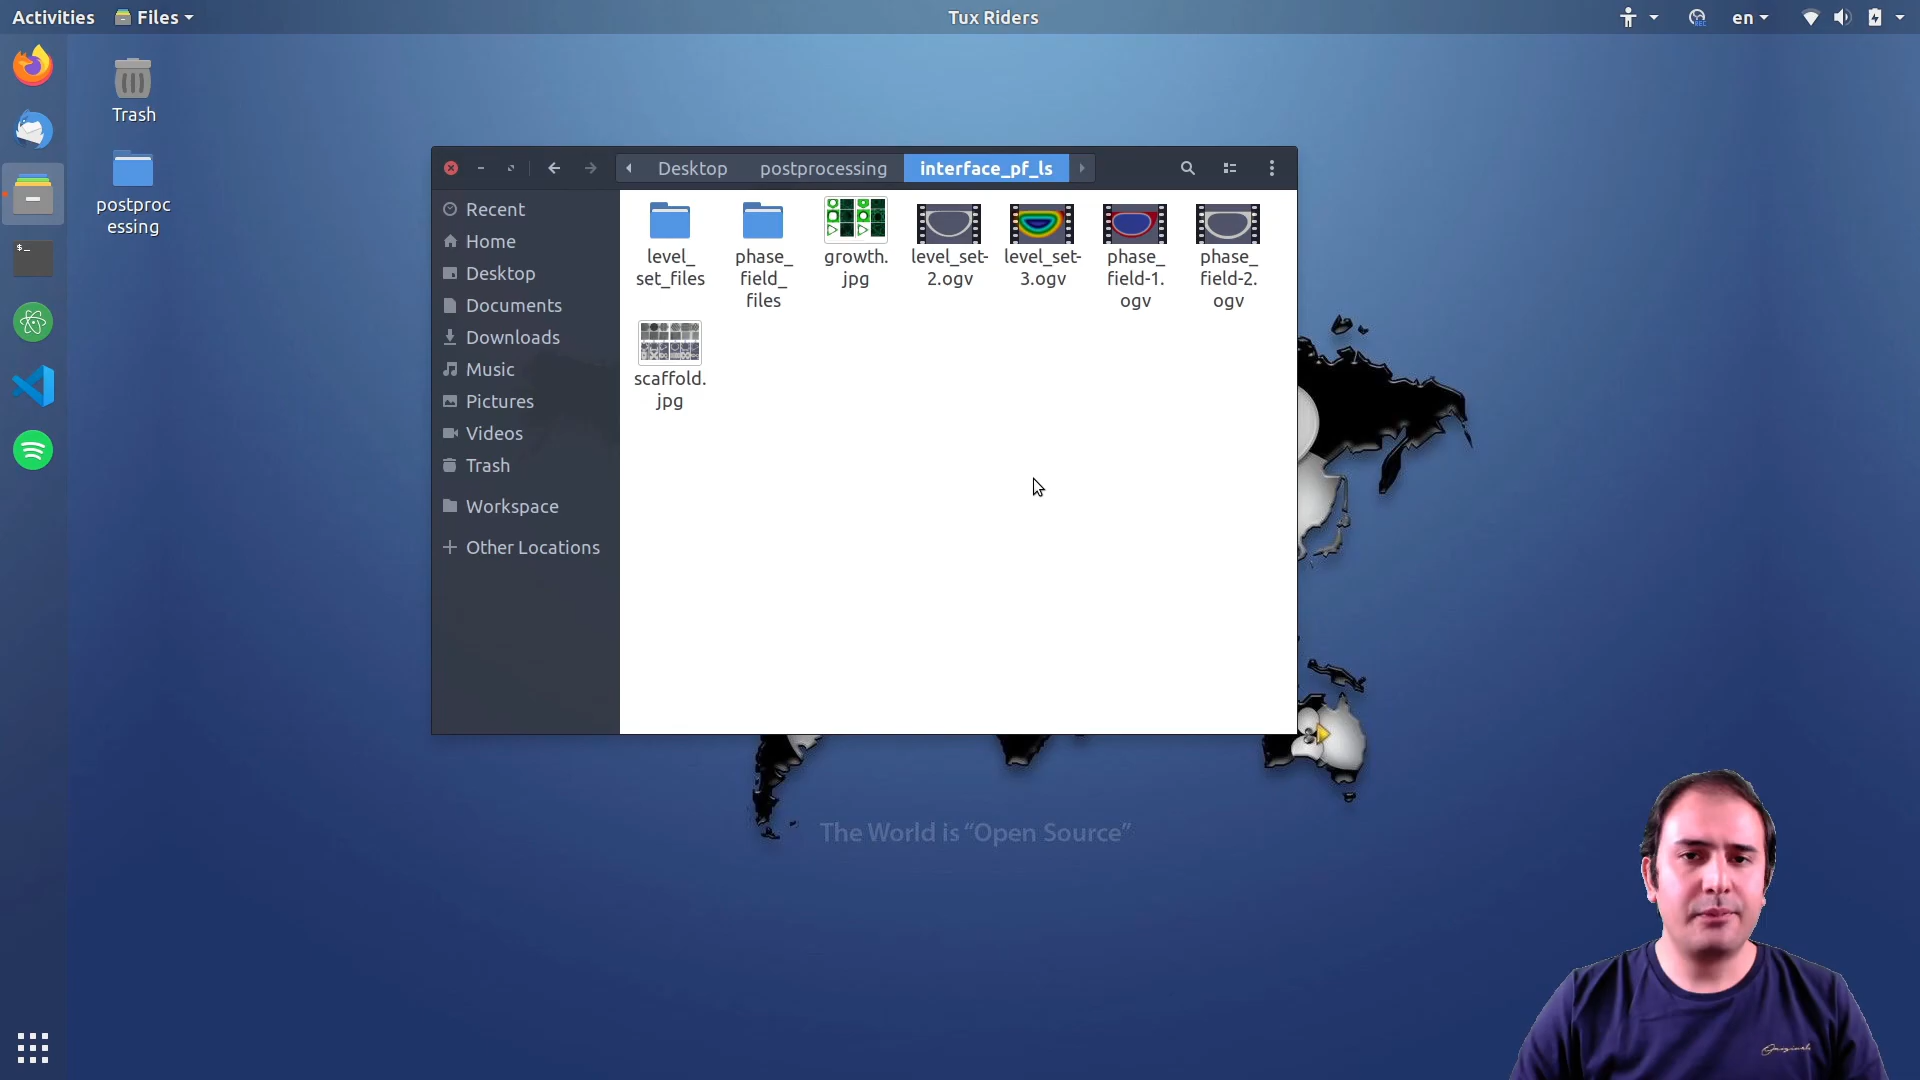 Activities
Files
Tux Riders
en
Trash
postproc
essing
Desktop
postprocessing
interface_pf_ls
Recent
Home
Desktop
Documents
Downloads
Music
Pictures
Videos
Trash
Workspace
Other Locations
level_
set_files
phase_
field_
files
growth.
jpg
level_set-
2.ogv
level_set-
3.ogv
phase_
field-1.
ogv
phase_
field-2.
ogv
scaffold.
jpg
The World is “Open Source”